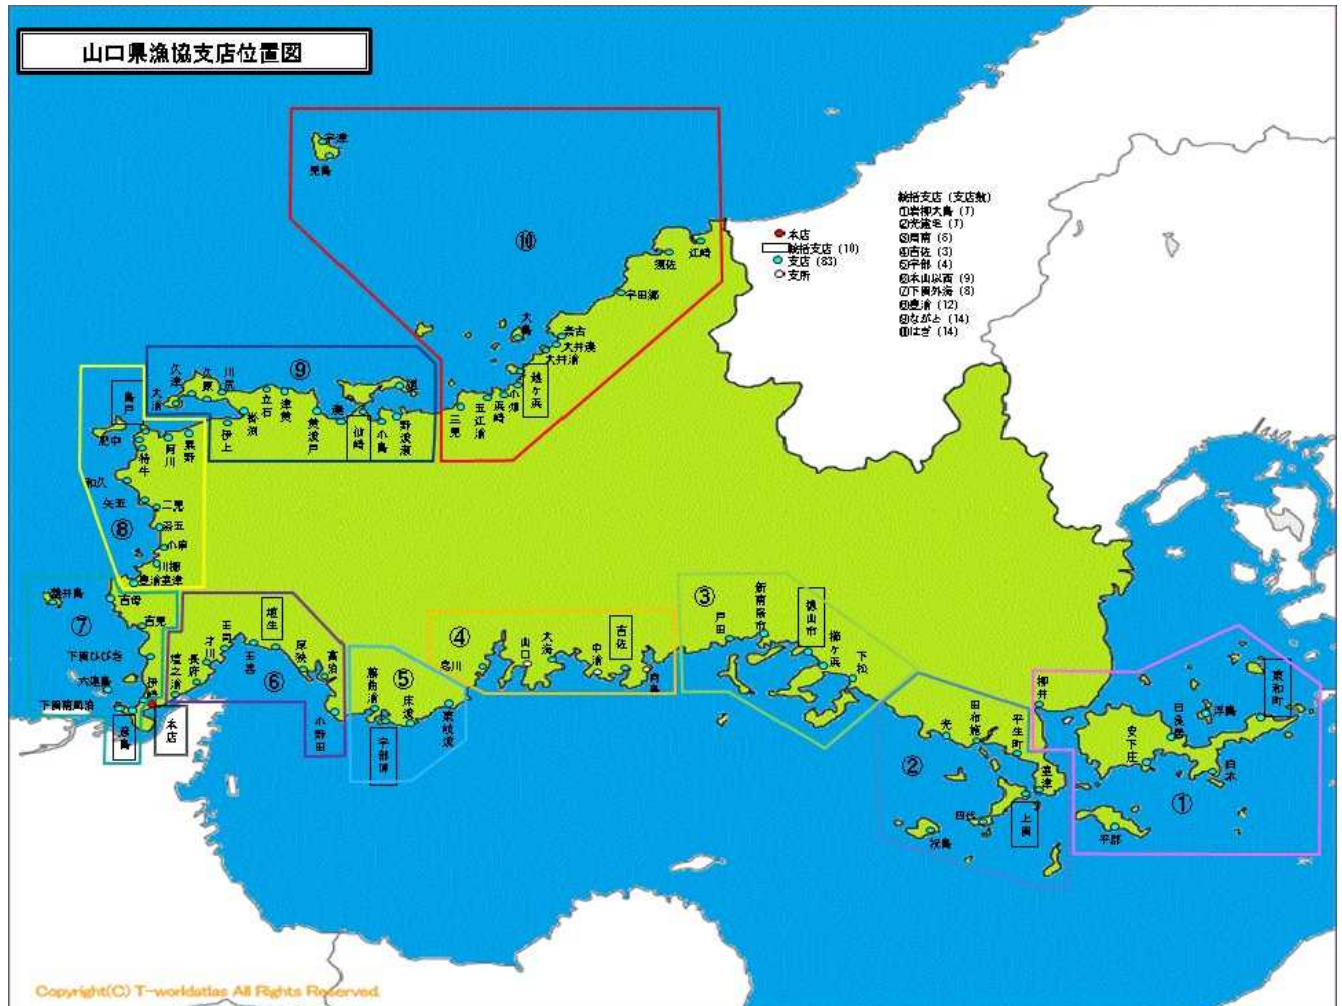 山口県漁協支店位置図
宇津
見島
⑩
本店
統括支店 (10)
支店 (83)
支所
統括支店 (支店数)
①岩柳大島 (7)
②光熊毛 (7)
④吉佐 (3)
⑤宇部 (4)
⑥本山以西 (9)
⑦下関外海 (8)
⑧豊浦 (12)
⑨ながと (14)
⑩はぎ (14)
須佐
江崎
宇田郷
大島
奈古
大井湊
大井浦
越ヶ浜
小畑
浜崎
玉江浦
三見
⑨
久津
久原
川尻
大浦
立石
津黄
黄波戸
掛渕
伊上
湊
仙崎
小島
野波瀬
通
島戸
肥中
特牛
阿川
粟野
和久
矢玉
二見
⑧
小串
川棚
豊浦室津
⑦
吉母
吉見
下関ひびき
六連島
伊崎
下関南風泊
彦島
本店
壇之浦
長府
才川
王司
王喜
埴生
厚狭
高泊
⑥
小野田
⑤
藤曲浦
床波
宇部岬
東岐波
④
秋穂
山口
大海
中浦
吉佐
向島
③
戸田
新南陽市
徳山市
櫛ヶ浜
下松
②
光
田布施
平生町
室津
上関
四代
祝島
柳井
①
安下庄
日良居
浮島
東和町
白木
平郡
Copyright(C) T-worldatlas All Rights Reserved.